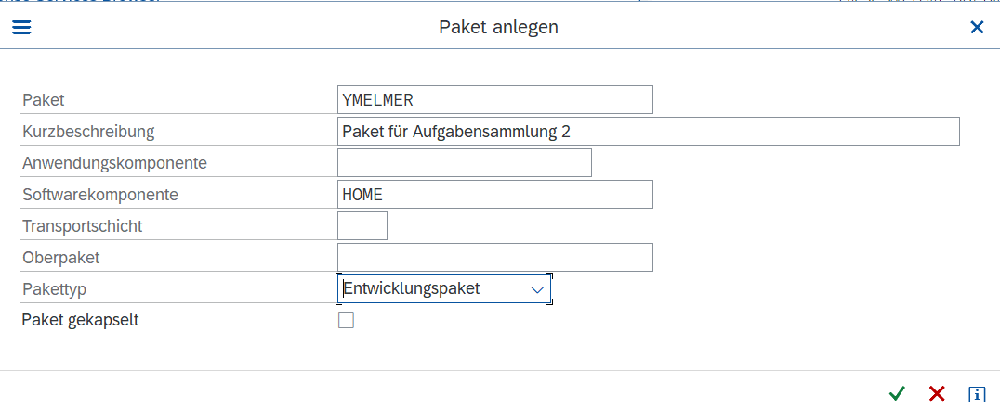 Paket anlegen
Paket YMELMER
Kurzbeschreibung Paket für Aufgabensammlung 2
Anwendungskomponente
Softwarekomponente HOME
Transportschicht
Oberpaket
Pakettyp Entwicklungspaket
Paket gekapselt